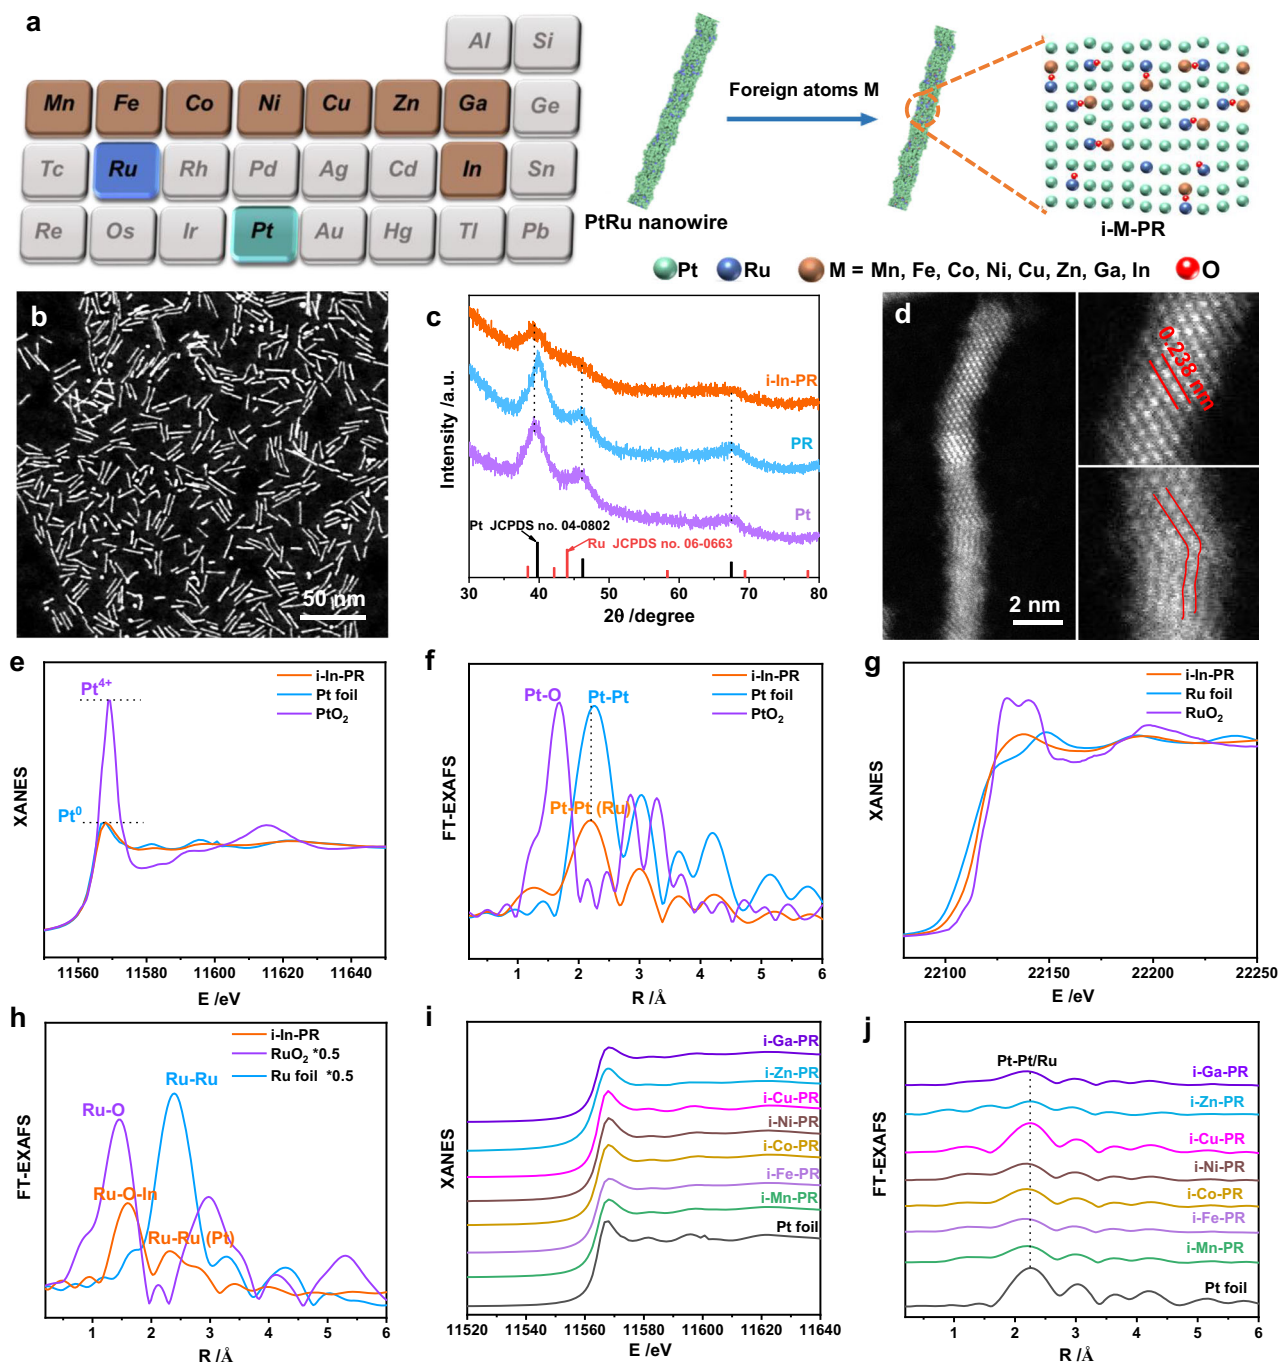 a
Al Si
Mn Fe Co Ni Cu Zn Ga Ge
Tc Ru Rh Pd Ag Cd In Sn
Re Os Ir Pt Au Hg Tl Pb
Foreign atoms M
PtRu nanowire
i-M-PR
Pt Ru M = Mn, Fe, Co, Ni, Cu, Zn, Ga, In O
b
50 nm
c
i-In-PR
PR
Pt
Pt JCPDS no. 04-0802
Ru JCPDS no. 06-0663
30 40 50 60 70 80
2θ /degree
Intensity /a.u.
d
0.238 nm
2 nm
e
Pt⁴⁺
i-In-PR
Pt foil
PtO₂
Pt⁰
XANES
11560 11580 11600 11620 11640
E /eV
f
Pt-O
Pt-Pt
i-In-PR
Pt foil
PtO₂
Pt-Pt (Ru)
FT-EXAFS
1 2 3 4 5 6
R /Å
g
i-In-PR
Ru foil
RuO₂
XANES
22100 22150 22200 22250
E /eV
h
i-In-PR
RuO₂ *0.5
Ru foil *0.5
Ru-Ru
Ru-O
Ru-O-In
Ru-Ru (Pt)
FT-EXAFS
1 2 3 4 5 6
R /Å
i
i-Ga-PR
i-Zn-PR
i-Cu-PR
i-Ni-PR
i-Co-PR
i-Fe-PR
i-Mn-PR
Pt foil
XANES
11520 11540 11560 11580 11600 11620 11640
E /eV
j
Pt-Pt/Ru
i-Ga-PR
i-Zn-PR
i-Cu-PR
i-Ni-PR
i-Co-PR
i-Fe-PR
i-Mn-PR
Pt foil
FT-EXAFS
1 2 3 4 5 6
R /Å